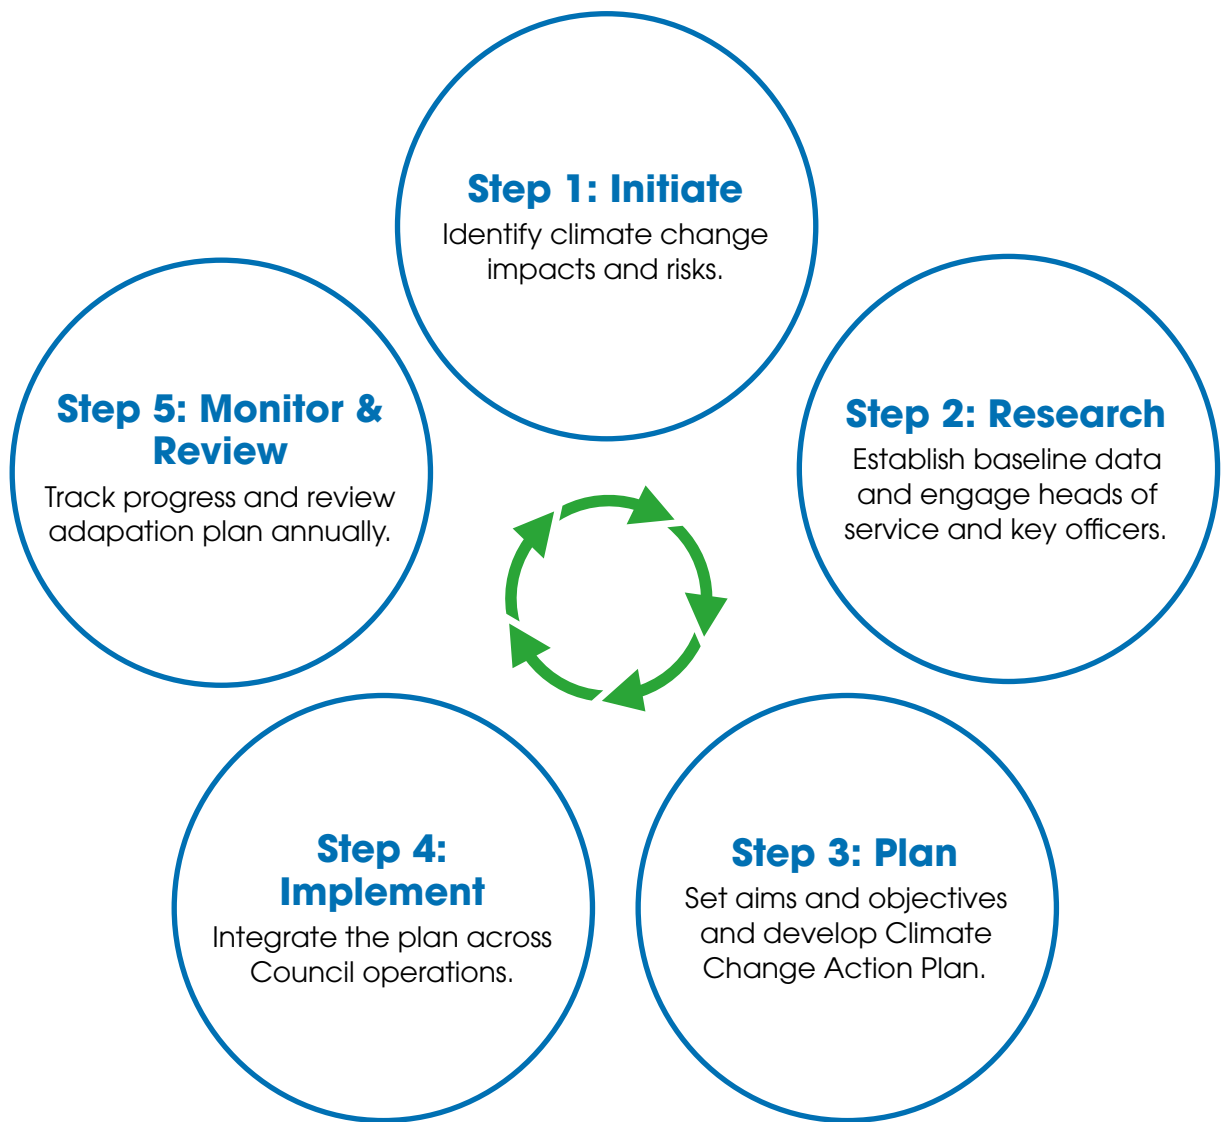 Step 1: Initiate
Identify climate change
impacts and risks.
Step 2: Research
Establish baseline data
and engage heads of
service and key officers.
Step 3: Plan
Set aims and objectives
and develop Climate
Change Action Plan.
Step 4:
Implement
Integrate the plan across
Council operations.
Step 5: Monitor &
Review
Track progress and review
adapation plan annually.